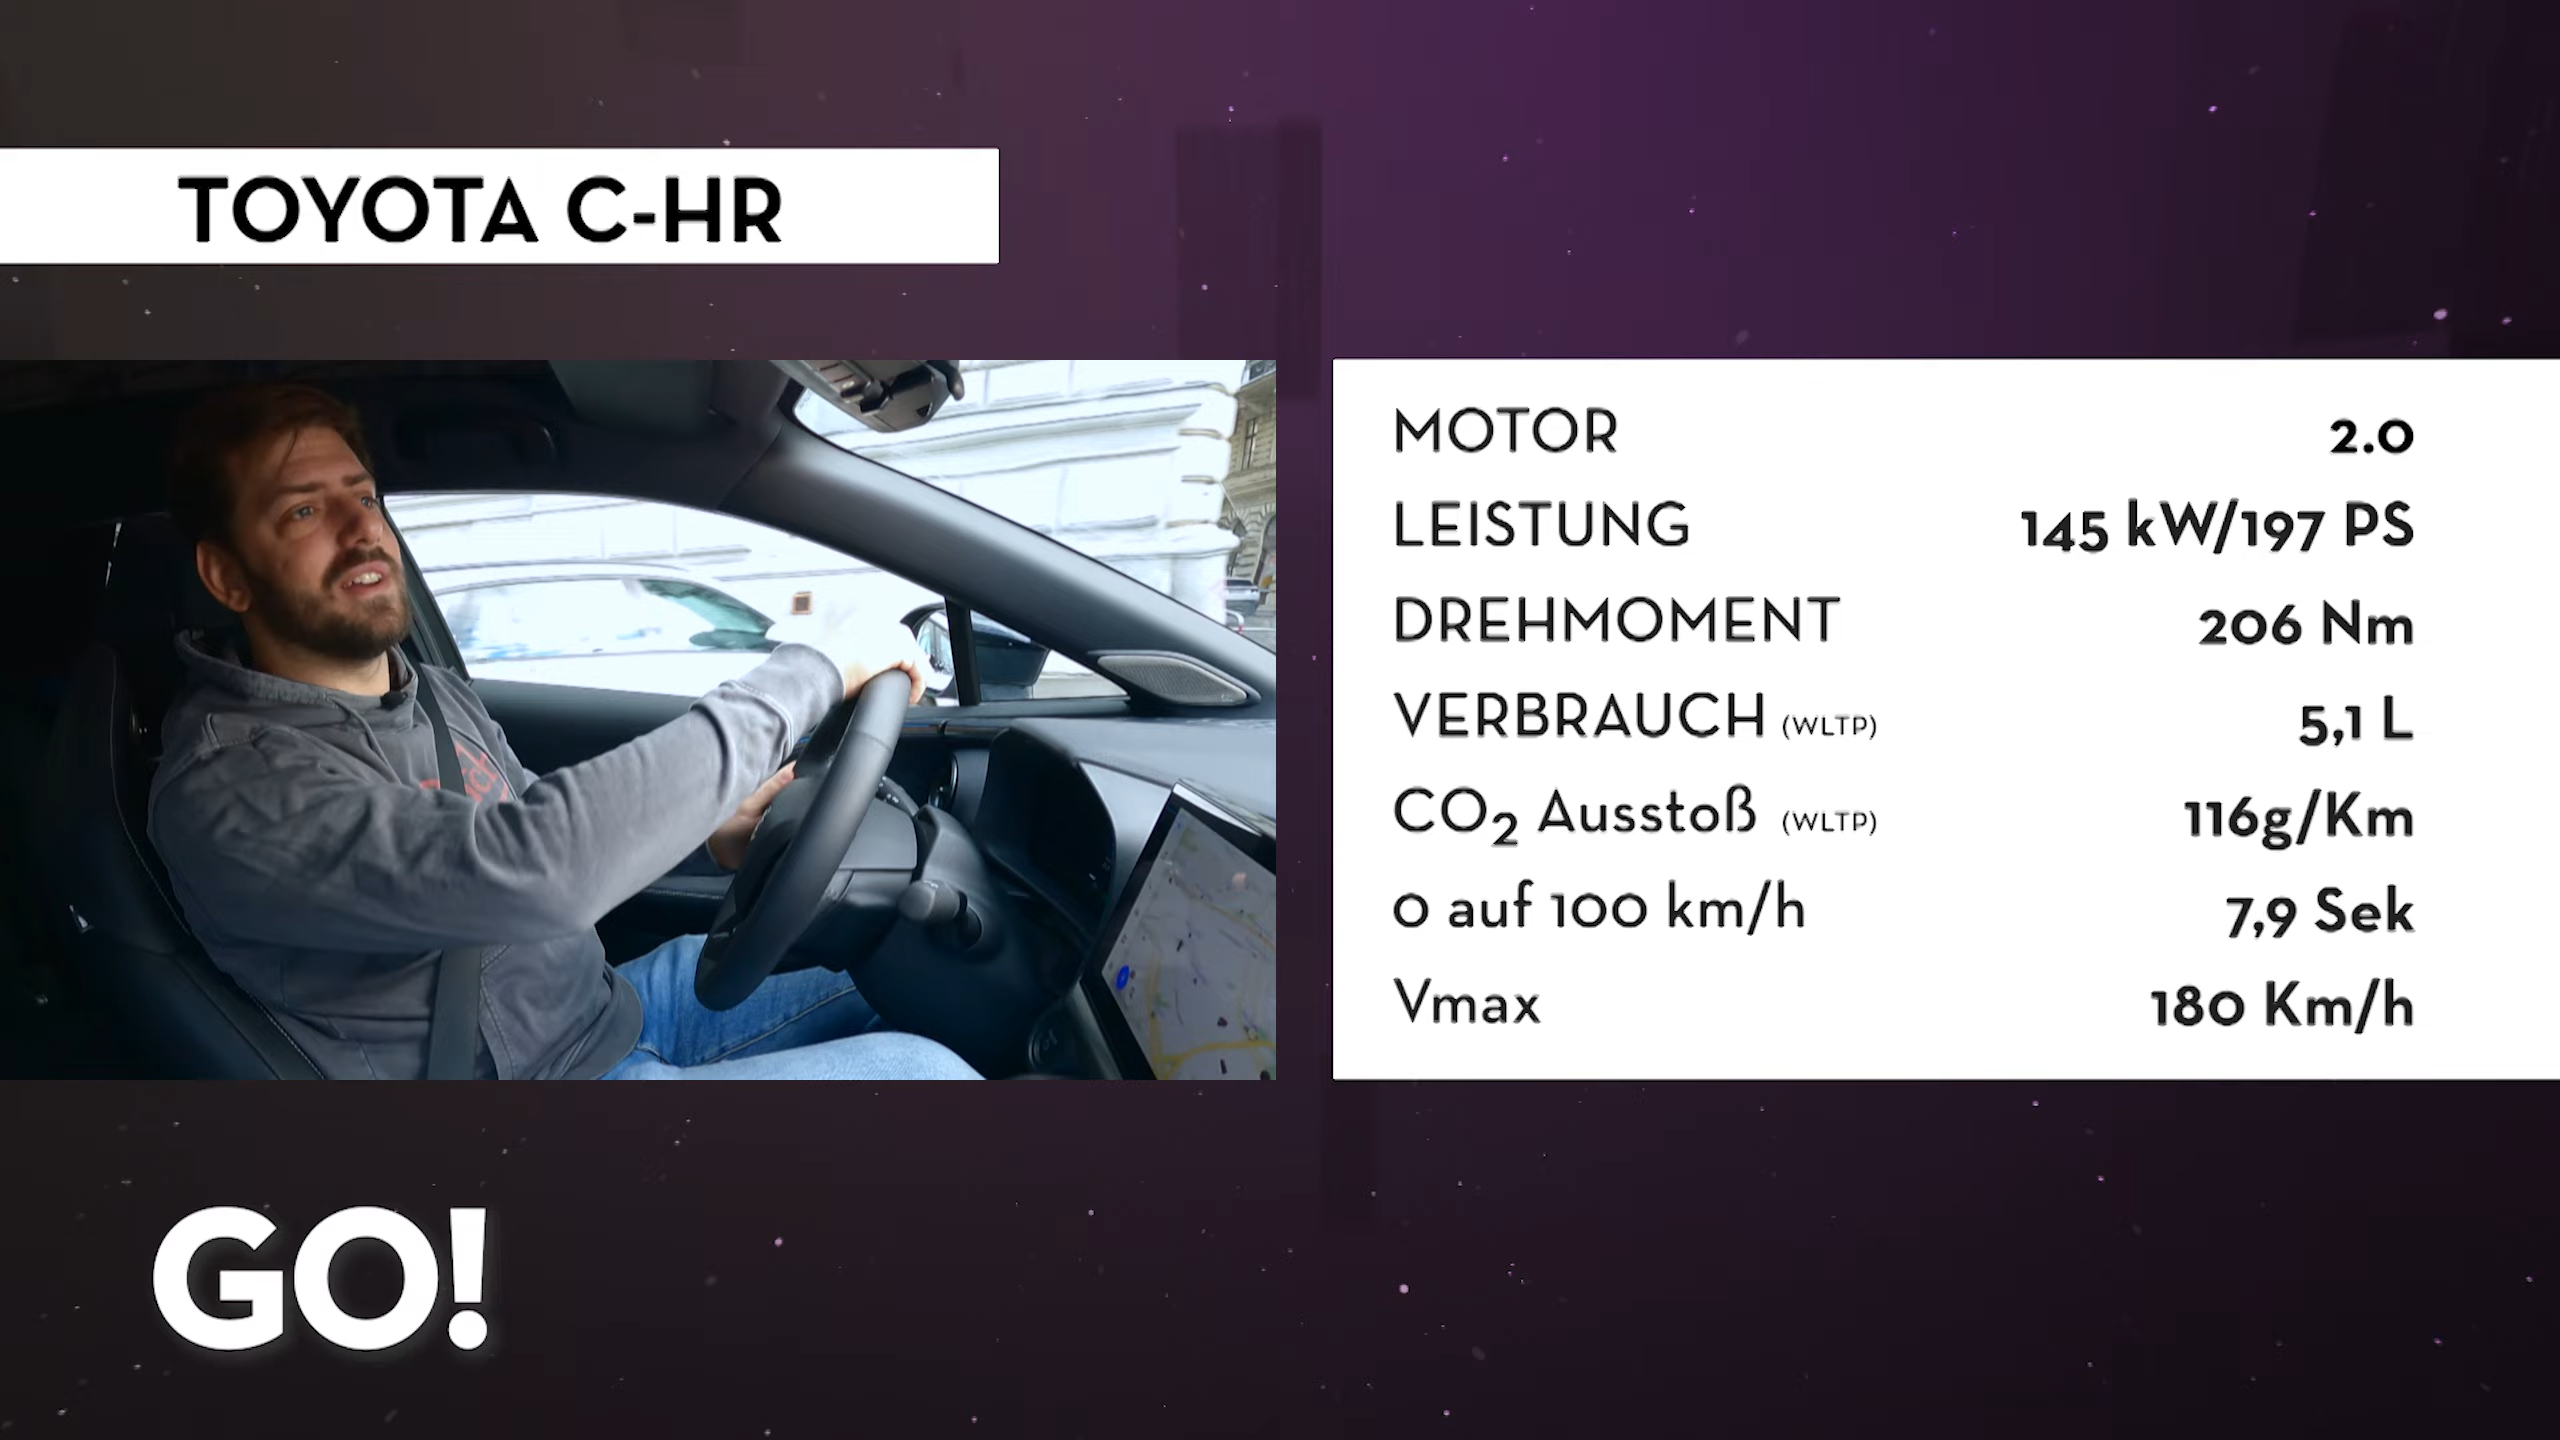 TOYOTA C-HR
MOTOR 2.0
LEISTUNG 145 kW/197 PS
DREHMOMENT 206 Nm
VERBRAUCH (WLTP) 5,1 L
CO₂ Ausstoß (WLTP) 116g/Km
0 auf 100 km/h 7,9 Sek
Vmax 180 Km/h
GO!